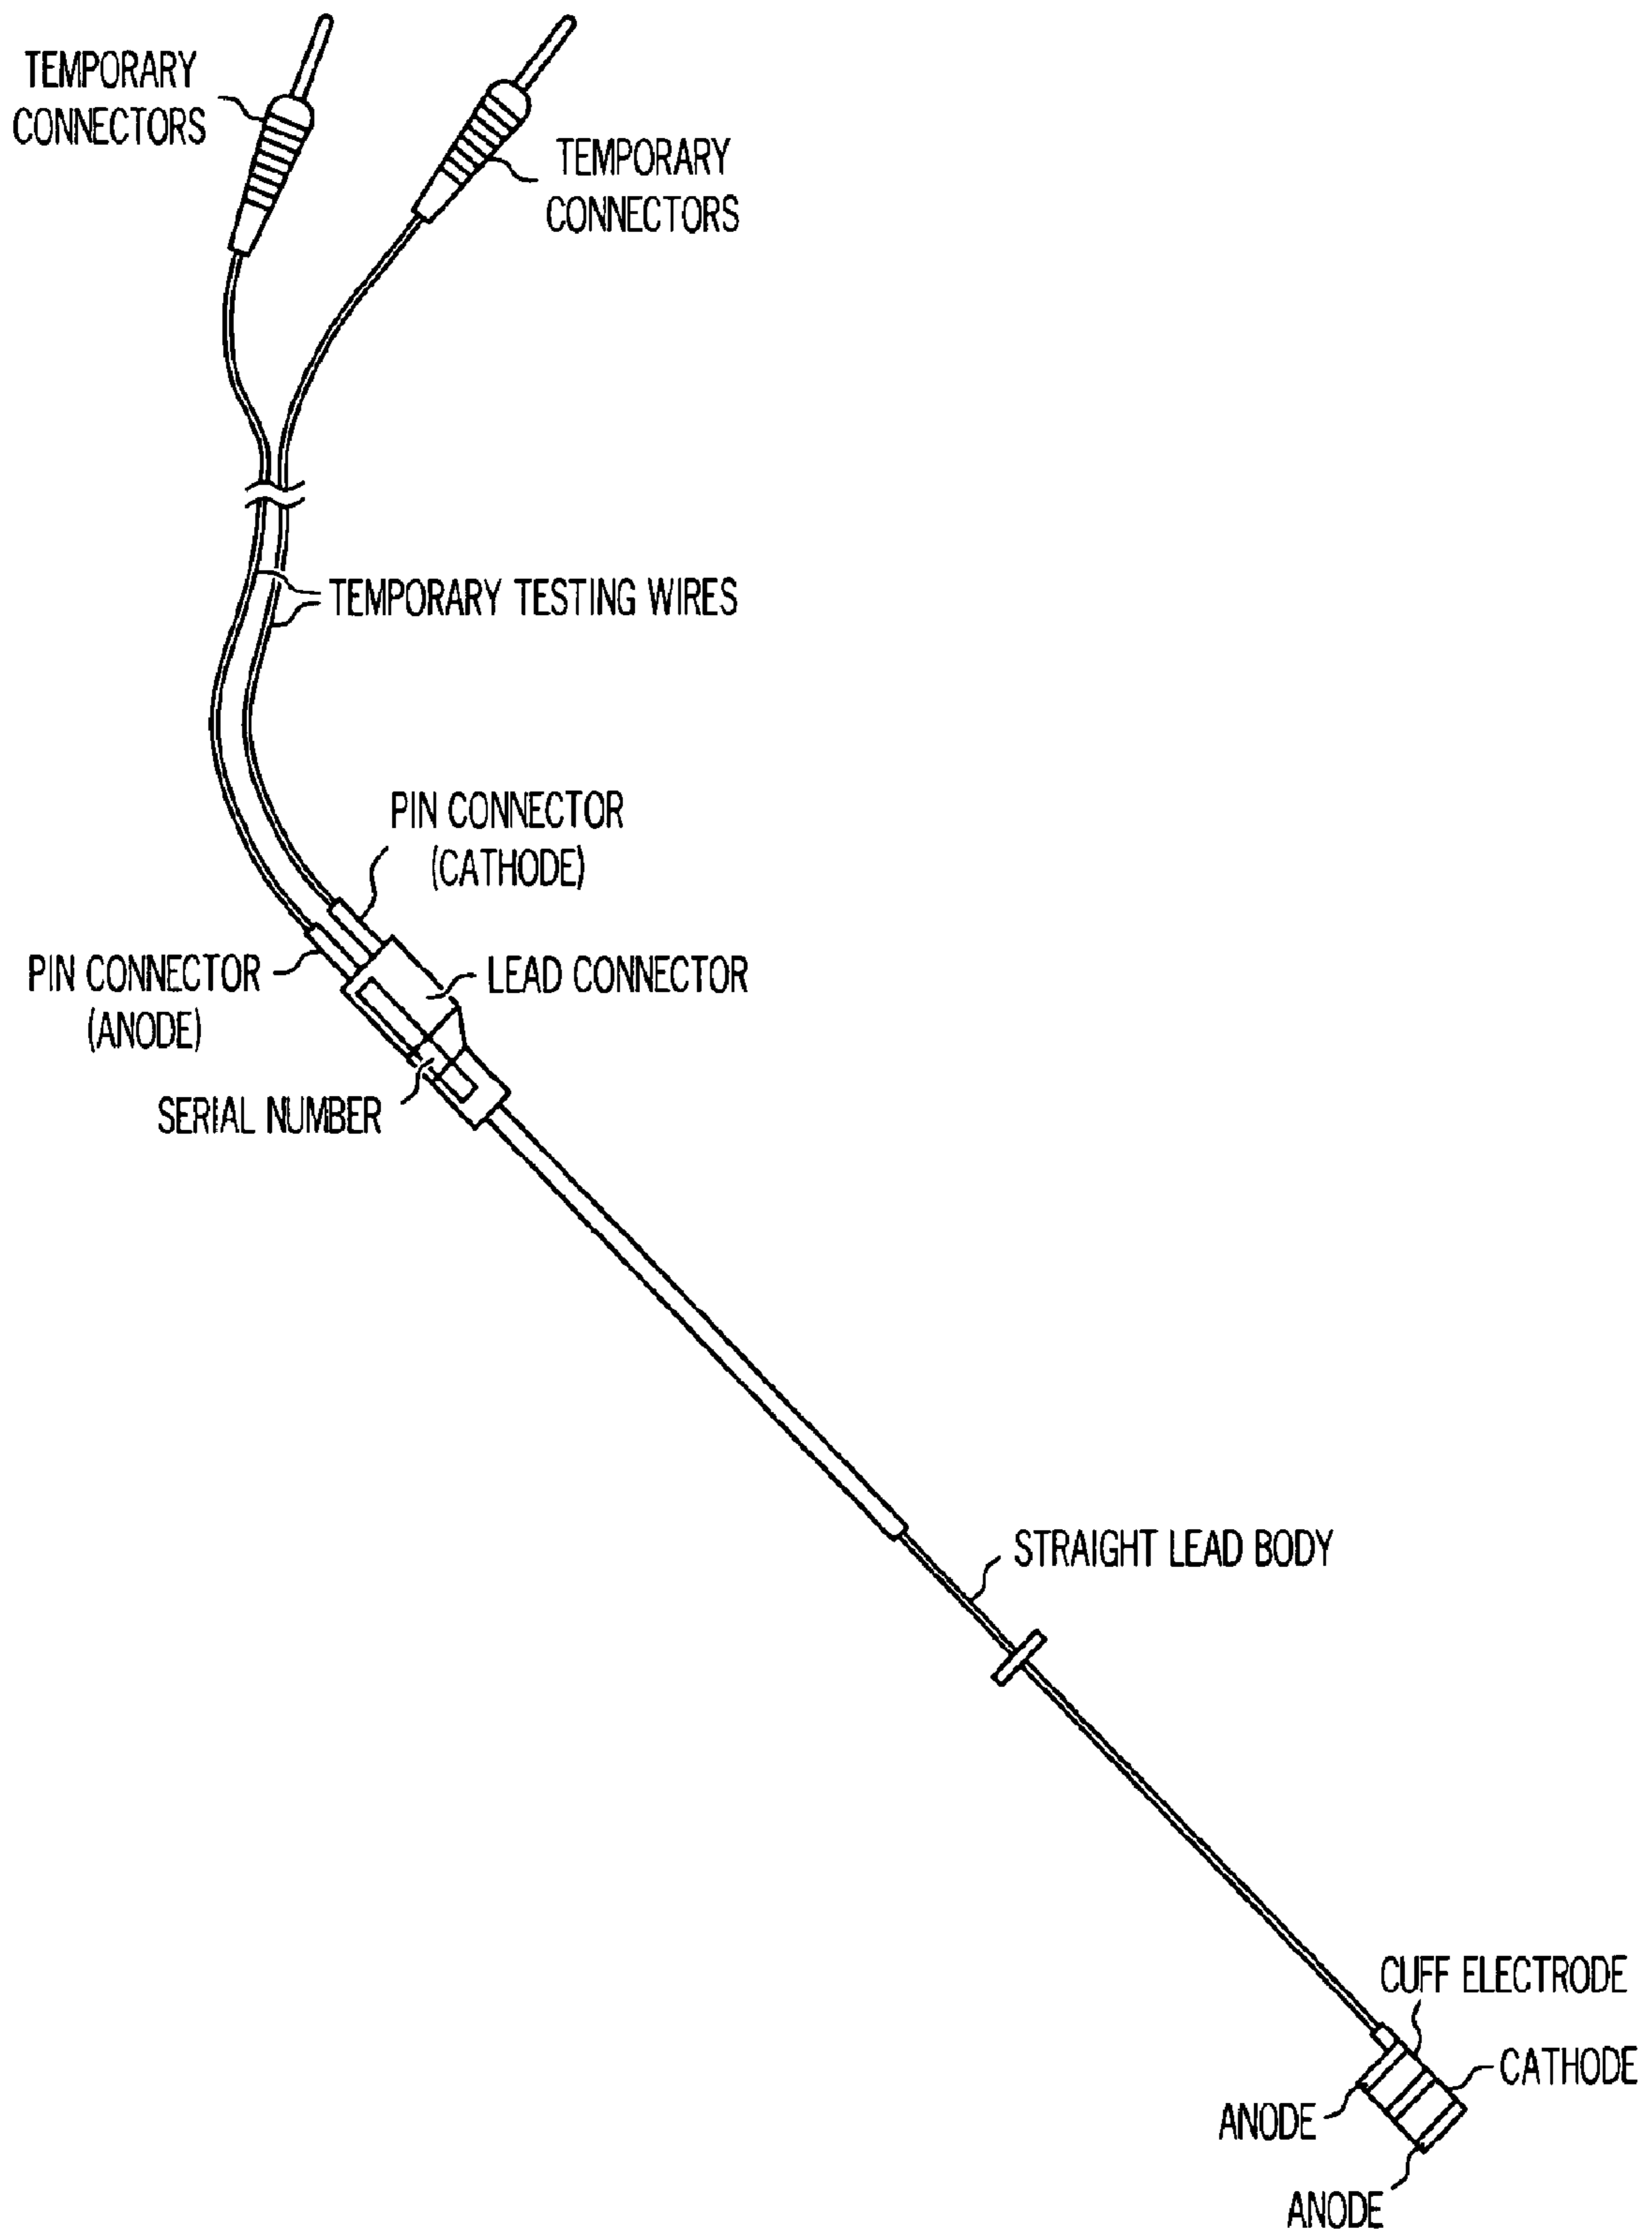 TEMPORARY
CONNECTORS
TEMPORARY
CONNECTORS
TEMPORARY TESTING WIRES
PIN CONNECTOR
(CATHODE)
PIN CONNECTOR
(ANODE)
LEAD CONNECTOR
SERIAL NUMBER
STRAIGHT LEAD BODY
CUFF ELECTRODE
CATHODE
ANODE
ANODE